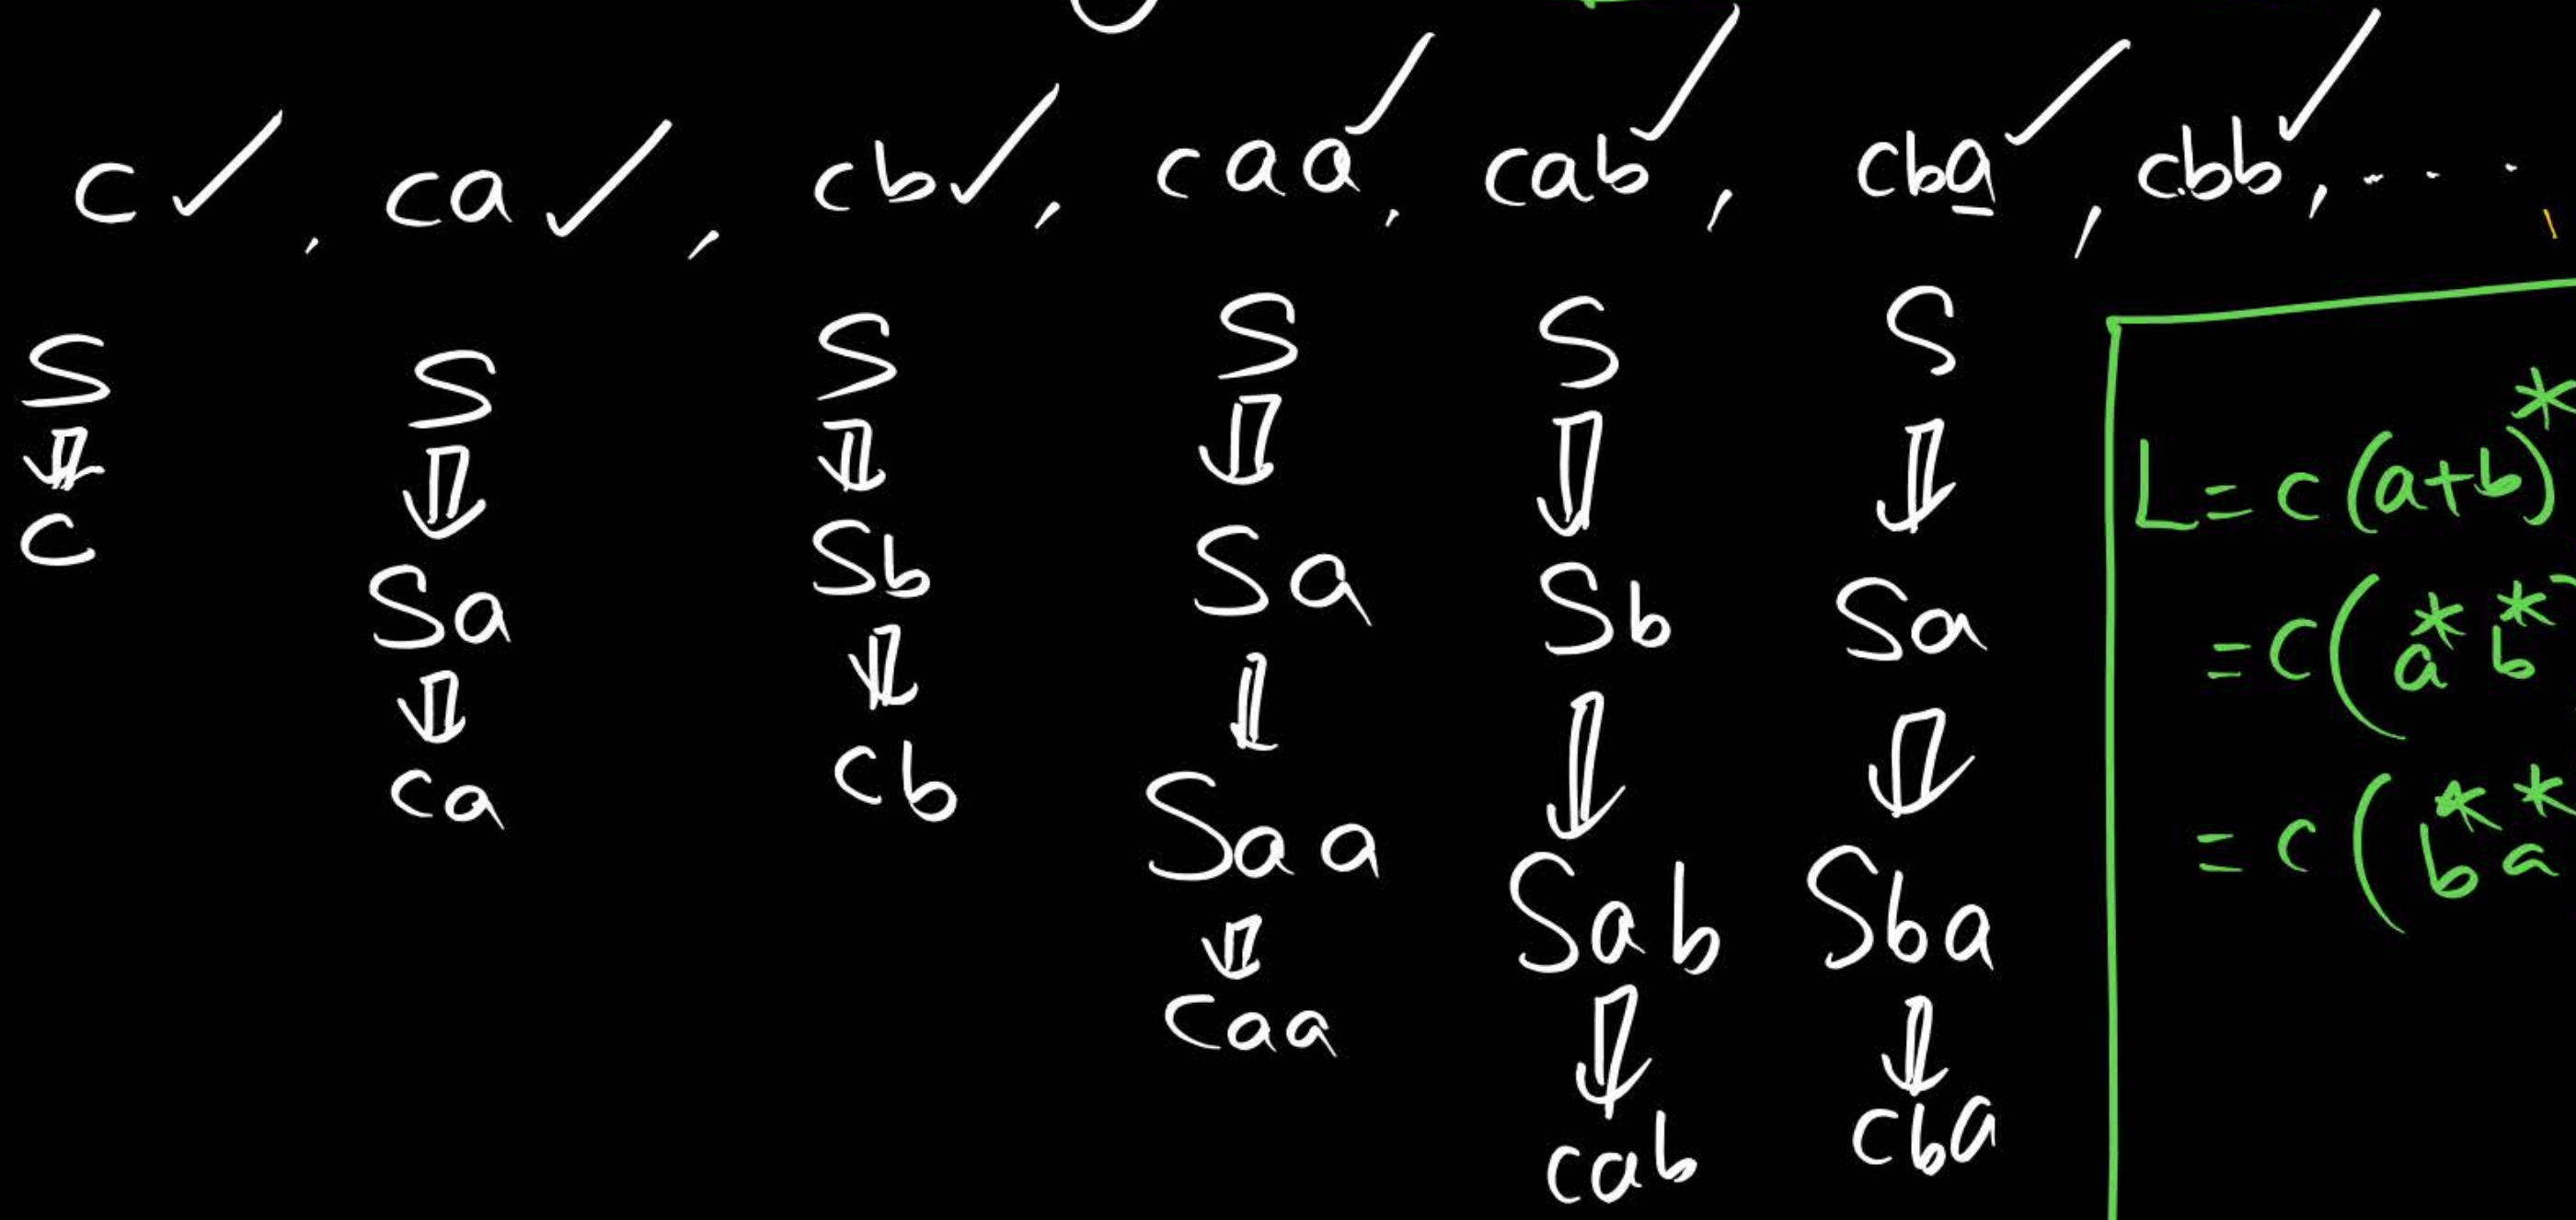 c ✓, ca ✓, cb ✓, caa ✓, cab ✓, cba ✓, cbb ✓, ...
S
⇓
c
S
⇓
Sa
⇓
ca
S
⇓
Sb
⇓
cb
S
⇓
Sa
⇓
Saa
⇓
caa
S
⇓
Sb
⇓
Sab
⇓
cab
S
⇓
Sa
⇓
Sba
⇓
cba
L = c(a+b)*
= c(a* b*
= c(b* a*